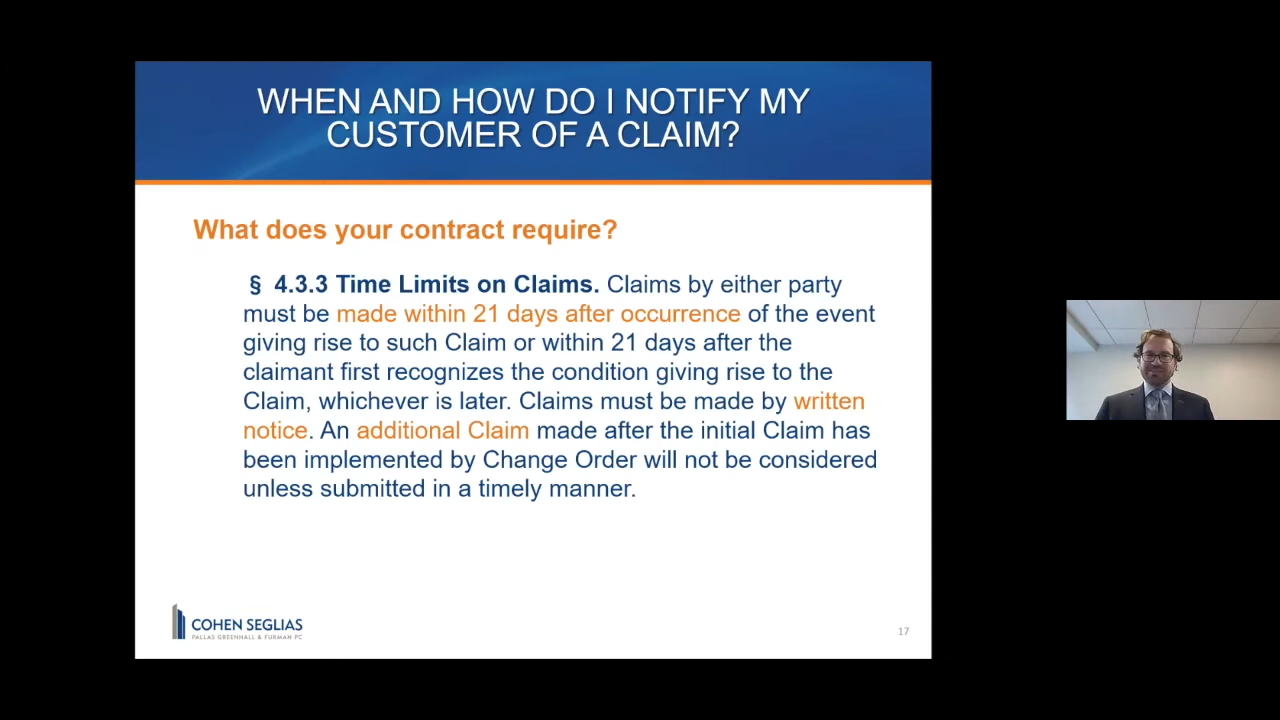 WHEN AND HOW DO I NOTIFY MY
CUSTOMER OF A CLAIM?
What does your contract require?
§ 4.3.3 Time Limits on Claims. Claims by either party
must be made within 21 days after occurrence of the event
giving rise to such Claim or within 21 days after the
claimant first recognizes the condition giving rise to the
Claim, whichever is later. Claims must be made by written
notice. An additional Claim made after the initial Claim has
been implemented by Change Order will not be considered
unless submitted in a timely manner.
COHEN SEGLIAS
PALLAS GREENHALL & FURMAN PC
17